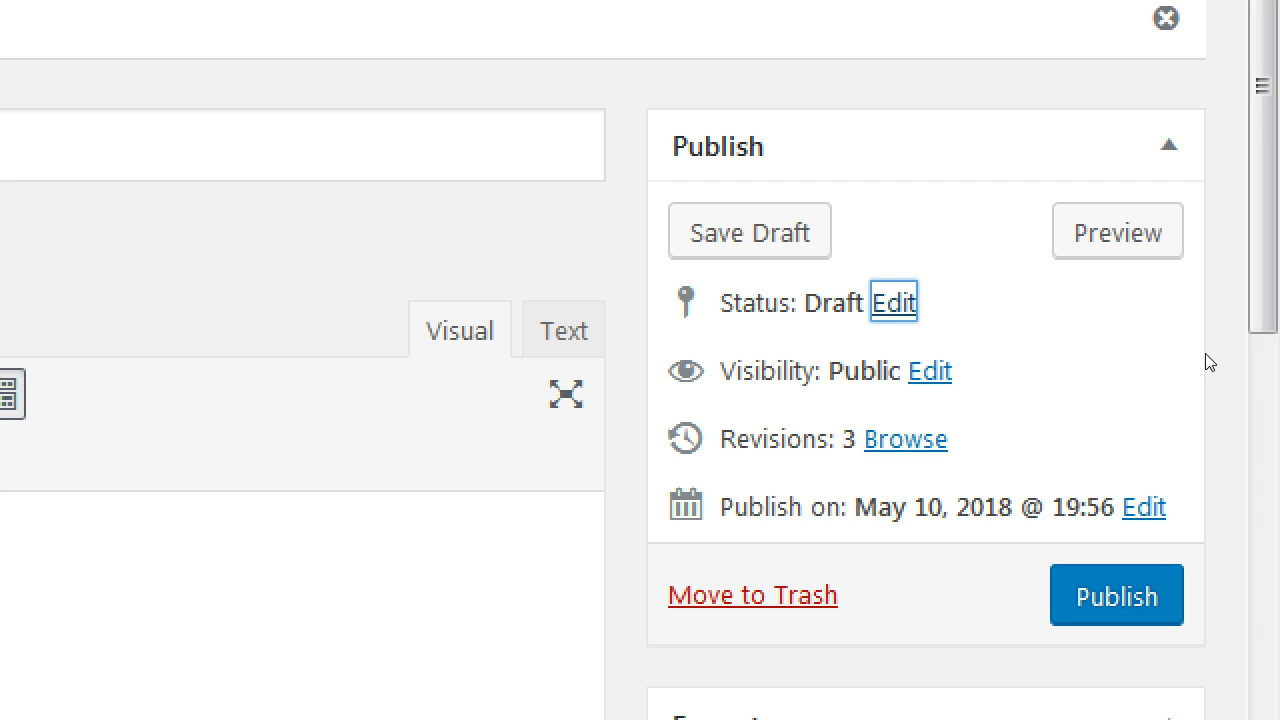 Publish
Save Draft Preview
Status: Draft Edit
Visual Text
Visibility: Public Edit
Revisions: 3 Browse
Publish on: May 10, 2018 @ 19:56 Edit
Move to Trash Publish